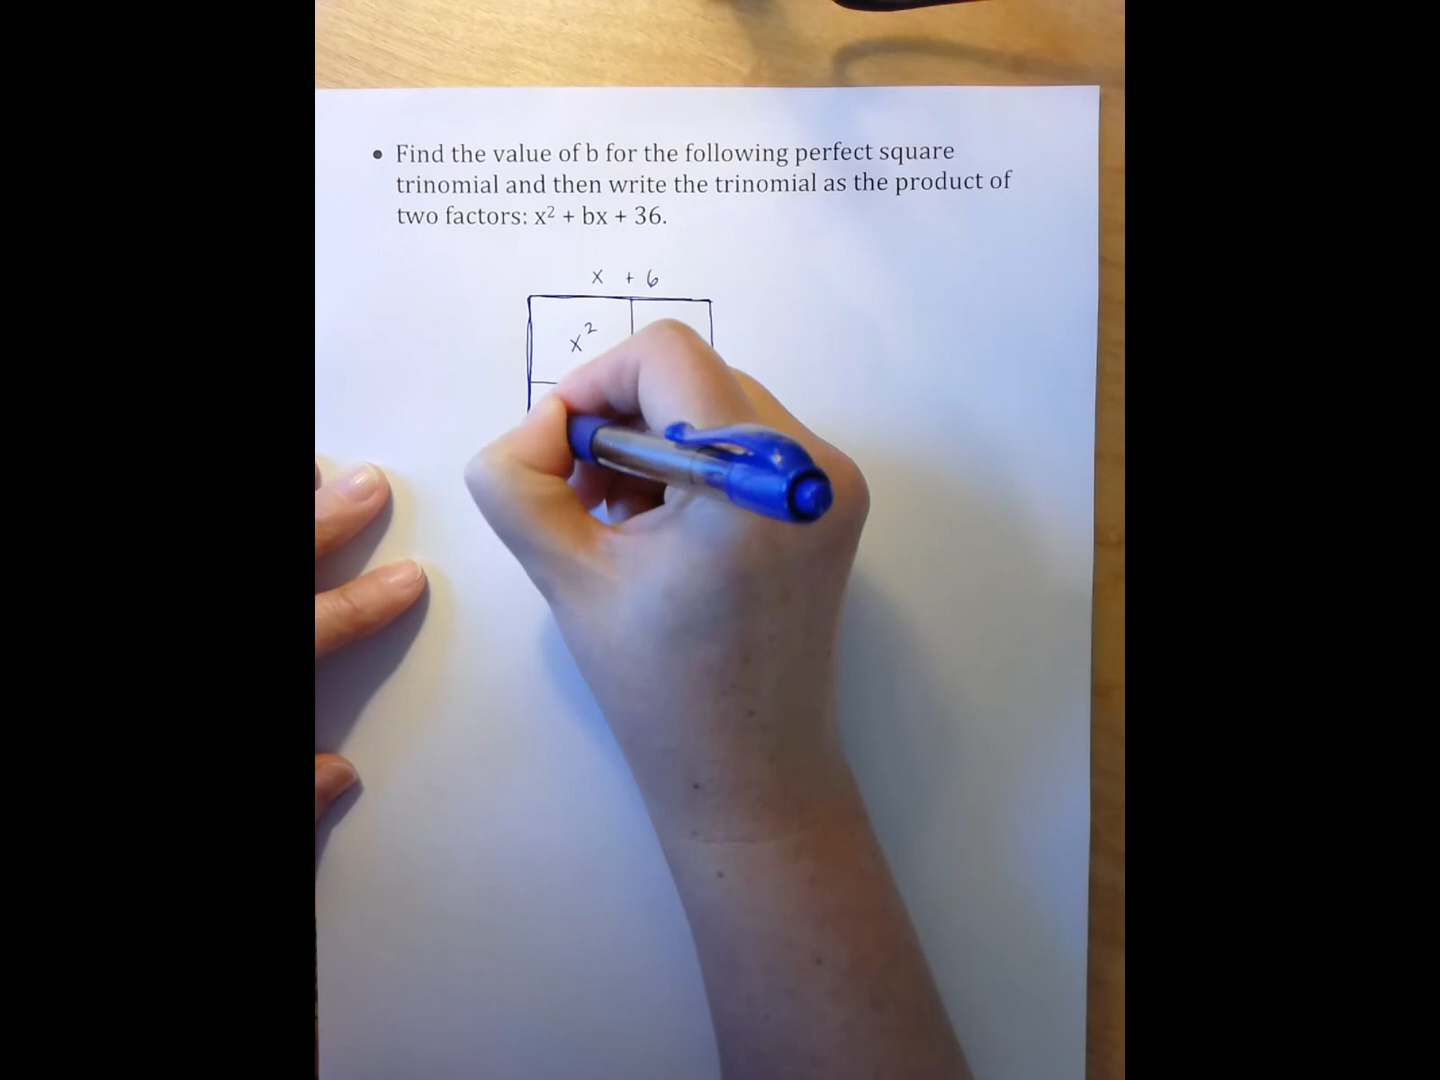 • Find the value of b for the following perfect square
trinomial and then write the trinomial as the product of
two factors: x² + bx + 36.
x + 6
x²